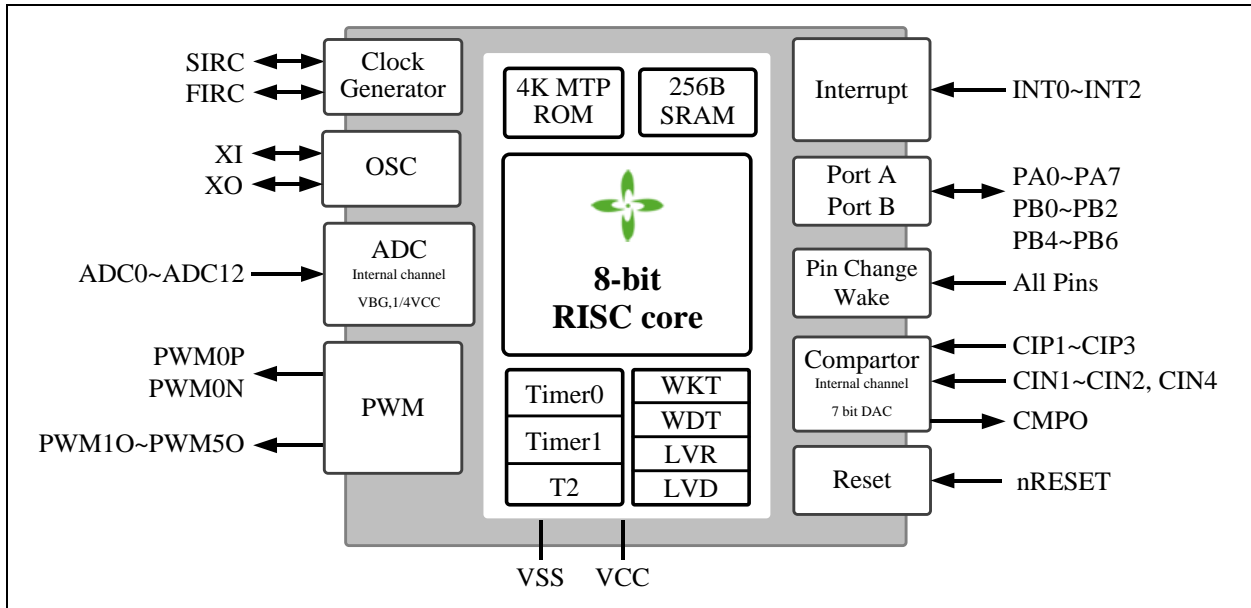 SIRC
FIRC
XI
XO
ADC0~ADC12
PWM0P
PWM0N
PWM1O~PWM5O
Clock
Generator
OSC
ADC
Internal channel
VBG,1/4VCC
PWM
4K MTP
ROM
256B
SRAM
8-bit
RISC core
Timer0
Timer1
T2
WKT
WDT
LVR
LVD
VSS
VCC
Interrupt
Port A
Port B
Pin Change
Wake
Compartor
Internal channel
7 bit DAC
Reset
INT0~INT2
PA0~PA7
PB0~PB2
PB4~PB6
All Pins
CIP1~CIP3
CIN1~CIN2, CIN4
CMPO
nRESET